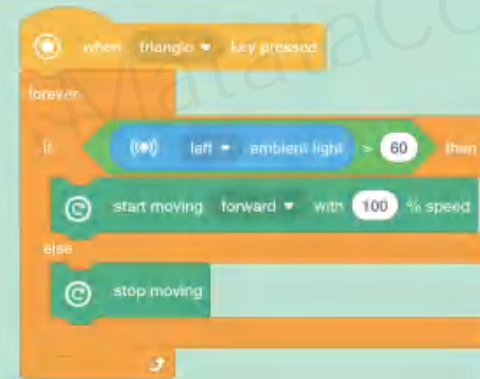 when triangle key pressed
forever
if left ambient light > 60 then
start moving forward with 100 % speed
else
stop moving